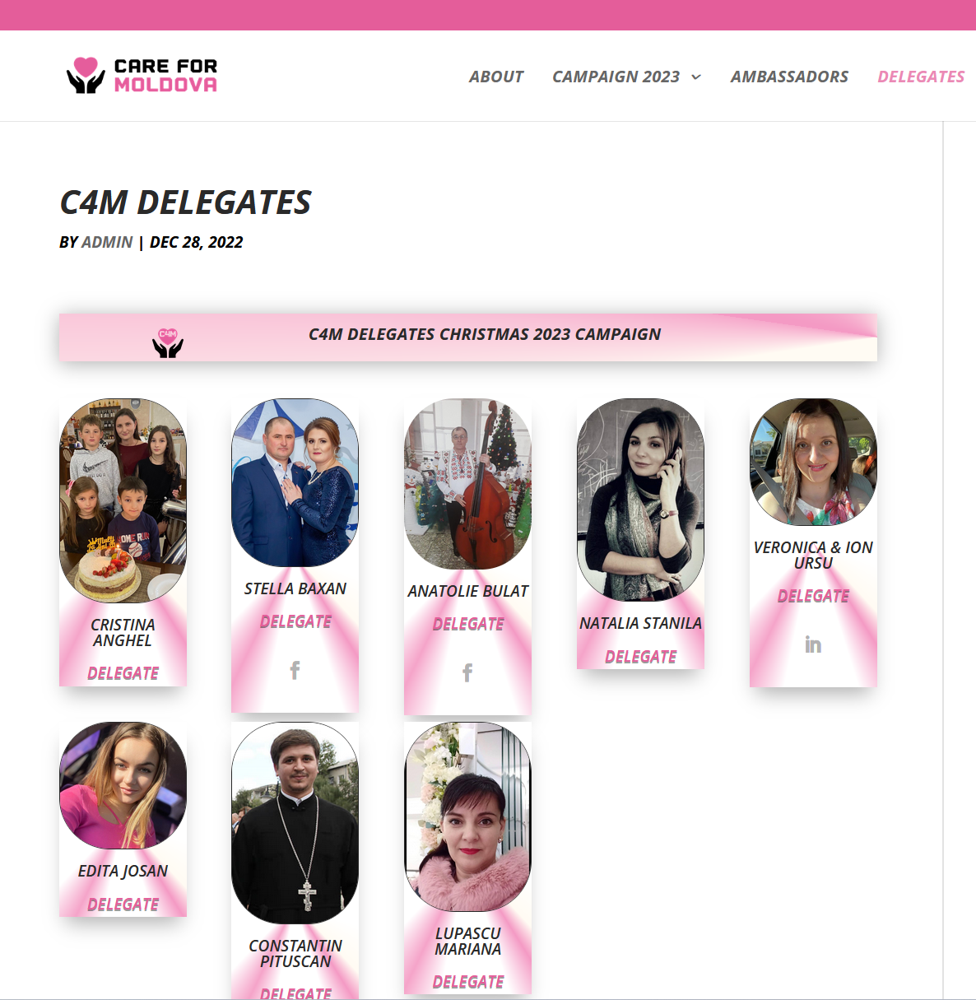 CARE FOR
MOLDOVA
ABOUT
CAMPAIGN 2023
AMBASSADORS
DELEGATES
C4M DELEGATES
BY ADMIN | DEC 28, 2022
C4M
C4M DELEGATES CHRISTMAS 2023 CAMPAIGN
CRISTINA
ANGHEL
DELEGATE
STELLA BAXAN
DELEGATE
f
ANATOLIE BULAT
DELEGATE
f
NATALIA STANILA
DELEGATE
VERONICA & ION
URSU
DELEGATE
in
EDITA JOSAN
DELEGATE
CONSTANTIN
PITUSCAN
DELEGATE
LUPASCU
MARIANA
DELEGATE